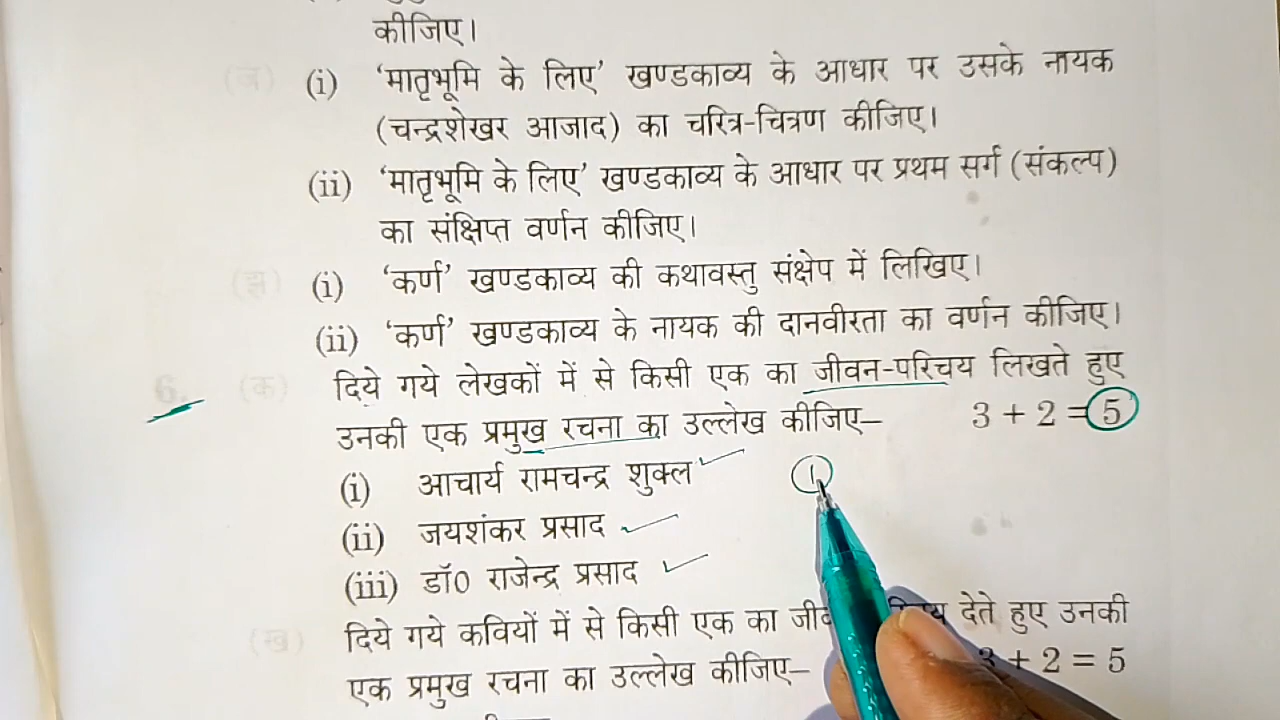 कीजिए।
(i) 'मातृभूमि के लिए' खण्डकाव्य के आधार पर उसके नायक
(चन्द्रशेखर आजाद) का चरित्र-चित्रण कीजिए।
(ii) 'मातृभूमि के लिए' खण्डकाव्य के आधार पर प्रथम सर्ग (संकल्प)
का संक्षिप्त वर्णन कीजिए।
(झ) (i) 'कर्ण' खण्डकाव्य की कथावस्तु संक्षेप में लिखिए।
(ii) 'कर्ण' खण्डकाव्य के नायक की दानवीरता का वर्णन कीजिए।
6. (क) दिये गये लेखकों में से किसी एक का जीवन-परिचय लिखते हुए
उनकी एक प्रमुख रचना का उल्लेख कीजिए– 3 + 2 = 5
(i) आचार्य रामचन्द्र शुक्ल 1
(ii) जयशंकर प्रसाद
(iii) डॉ0 राजेन्द्र प्रसाद
(ख) दिये गये कवियों में से किसी एक का देते हुए उनकी
एक प्रमुख रचना का उल्लेख कीजिए– 3 + 2 = 5